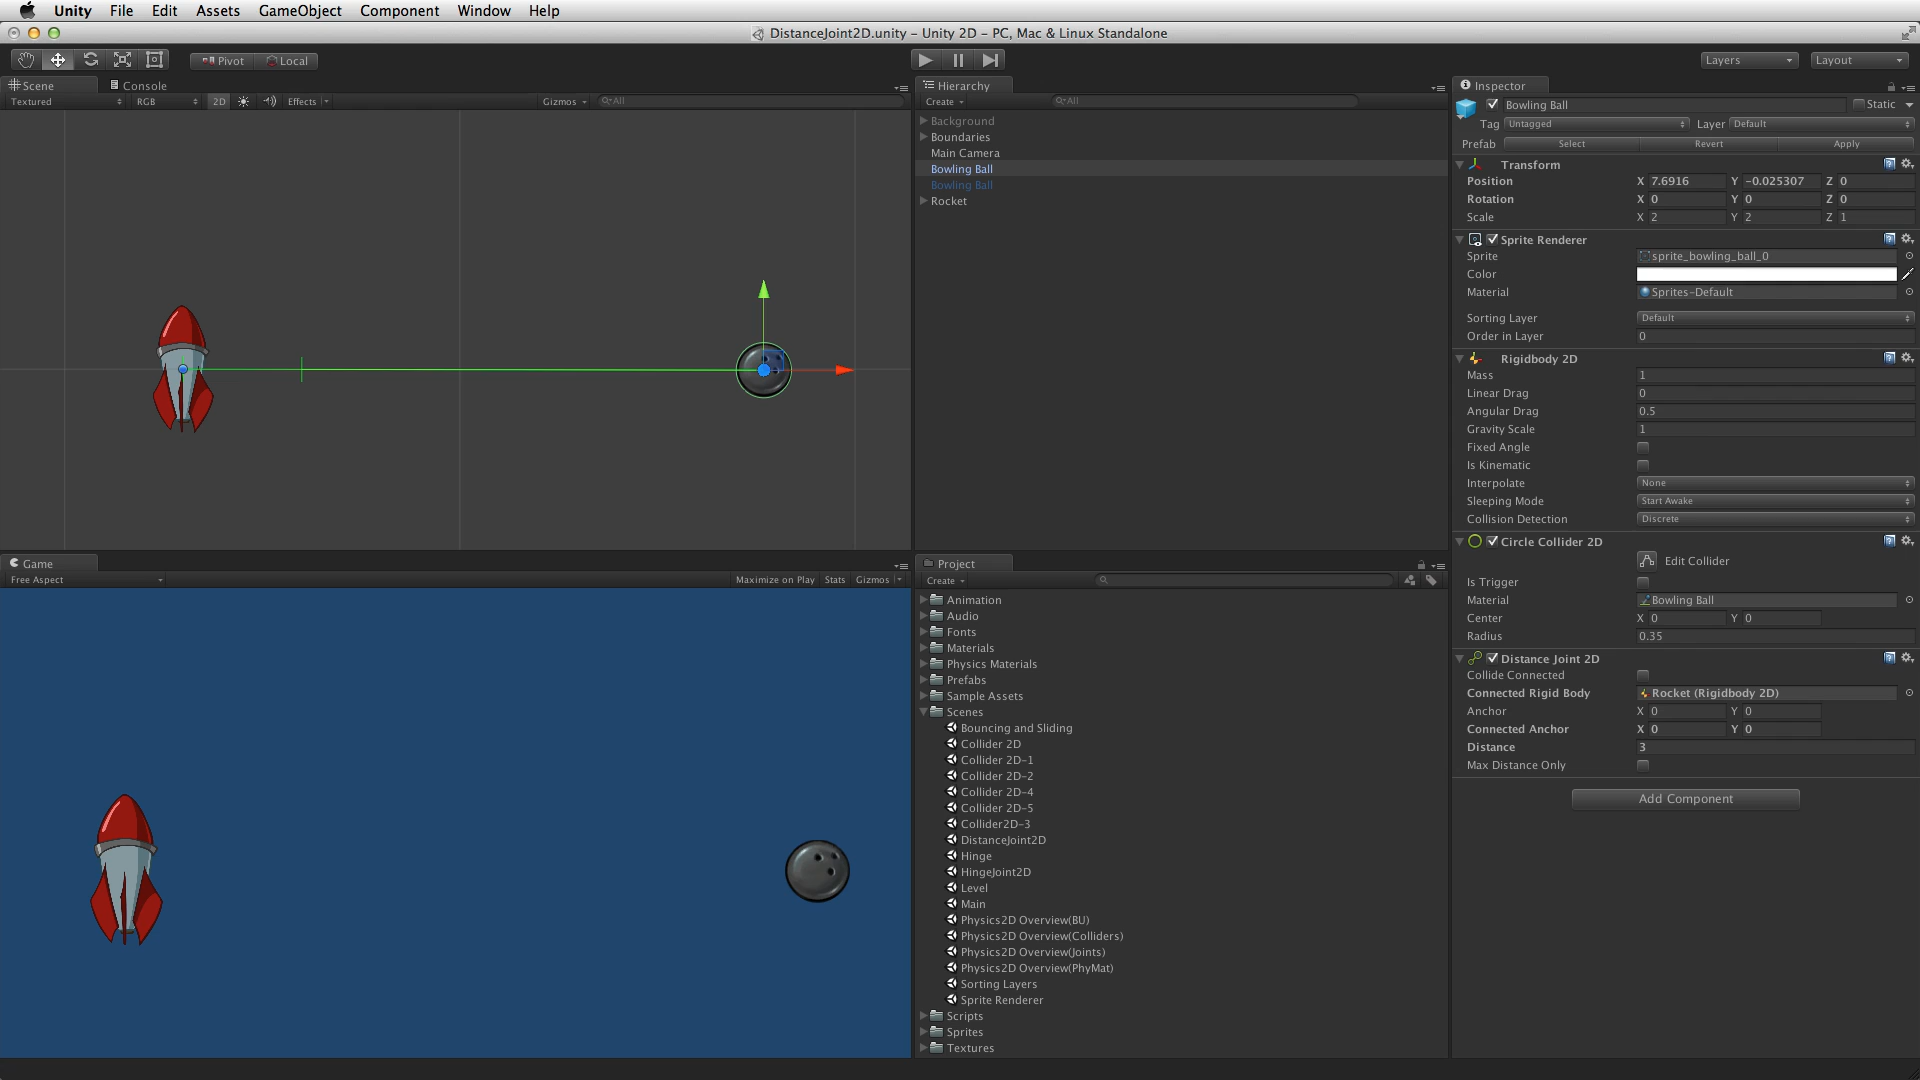 Unity File Edit Assets GameObject Component Window Help
DistanceJoint2D.unity – Unity 2D – PC, Mac & Linux Standalone
Pivot Local
Layers Layout
Scene Console
Textured RGB 2D Effects Gizmos All
Hierarchy
Create All
Background
Boundaries
Main Camera
Bowling Ball
Bowling Ball
Rocket
Game
Free Aspect Maximize on Play Stats Gizmos
Project
Create
Animation
Audio
Fonts
Materials
Physics Materials
Prefabs
Sample Assets
Scenes
Bouncing and Sliding
Collider 2D
Collider 2D-1
Collider 2D-2
Collider 2D-4
Collider 2D-5
Collider2D-3
DistanceJoint2D
Hinge
HingeJoint2D
Level
Main
Physics2D Overview(BU)
Physics2D Overview(Colliders)
Physics2D Overview(Joints)
Physics2D Overview(PhyMat)
Sorting Layers
Sprite Renderer
Scripts
Sprites
Textures
Inspector
Bowling Ball Static
Tag Untagged Layer Default
Prefab Select Revert Apply
Transform
Position X 7.6916 Y -0.025307 Z 0
Rotation X 0 Y 0 Z 0
Scale X 2 Y 2 Z 1
Sprite Renderer
Sprite sprite_bowling_ball_0
Color
Material Sprites-Default
Sorting Layer Default
Order in Layer 0
Rigidbody 2D
Mass 1
Linear Drag 0
Angular Drag 0.5
Gravity Scale 1
Fixed Angle
Is Kinematic
Interpolate None
Sleeping Mode Start Awake
Collision Detection Discrete
Circle Collider 2D
Edit Collider
Is Trigger
Material Bowling Ball
Center X 0 Y 0
Radius 0.35
Distance Joint 2D
Collide Connected
Connected Rigid Body Rocket (Rigidbody 2D)
Anchor X 0 Y 0
Connected Anchor X 0 Y 0
Distance 3
Max Distance Only
Add Component